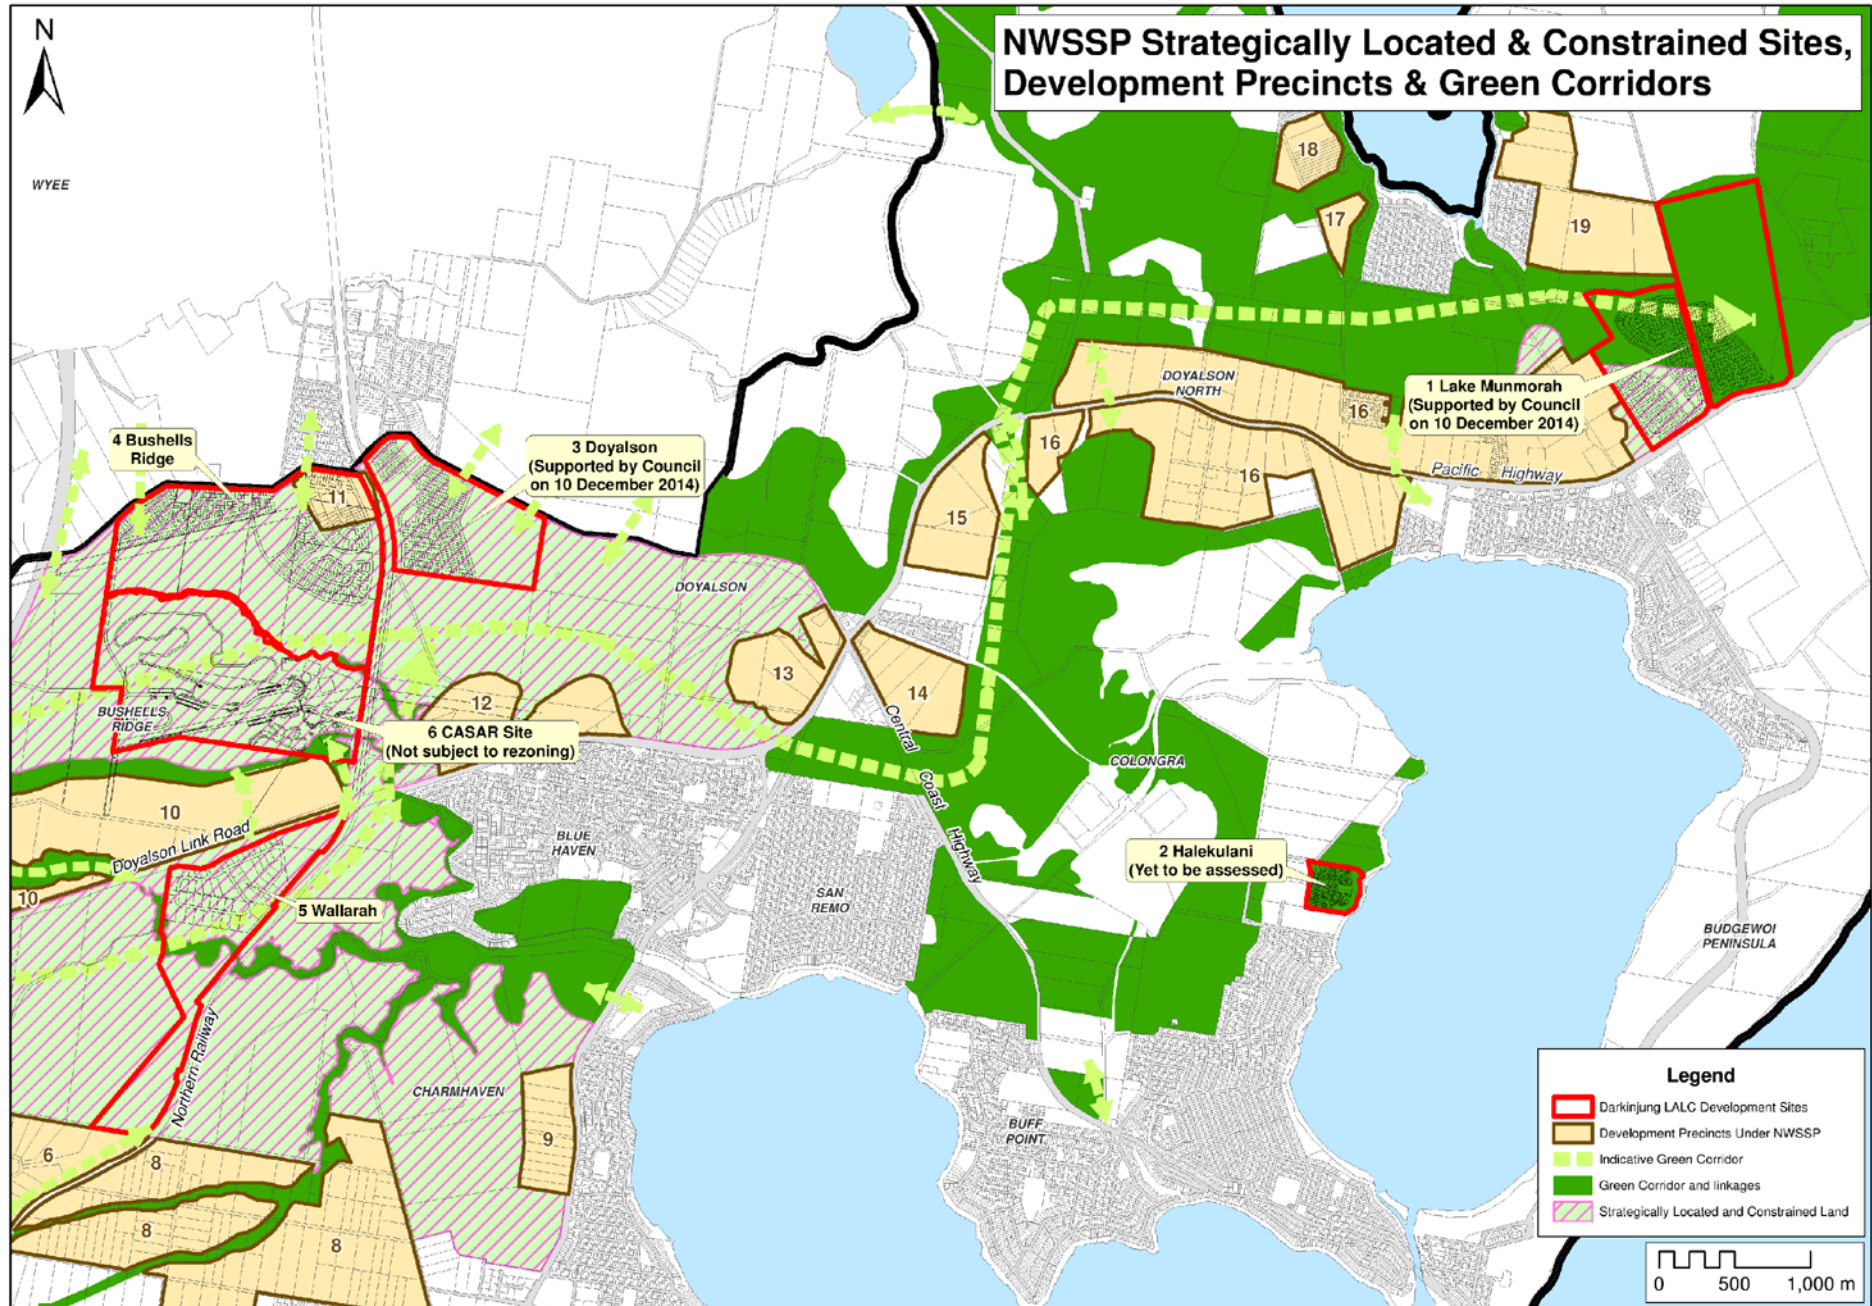 NWSSP Strategically Located & Constrained Sites,
Development Precincts & Green Corridors
N
WYEE
18
17
19
DOYALSON
NORTH
16
1 Lake Munmorah
(Supported by Council
on 10 December 2014)
4 Bushells
Ridge
3 Doyalson
(Supported by Council
on 10 December 2014)
16
16
Pacific Highway
11
15
DOYALSON
13
14
12
BUSHELLS
RIDGE
6 CASAR Site
(Not subject to rezoning)
Central
Coast
Highway
COLONGRA
10
Doyalson Link Road
BLUE
HAVEN
2 Halekulani
(Yet to be assessed)
10
5 Wallarah
SAN
REMO
BUDGEWOI
PENINSULA
Northern Railway
CHARMHAVEN
9
BUFF
POINT
6
8
8
8
Legend
Darkinjung LALC Development Sites
Development Precincts Under NWSSP
Indicative Green Corridor
Green Corridor and linkages
Strategically Located and Constrained Land
0 500 1,000 m